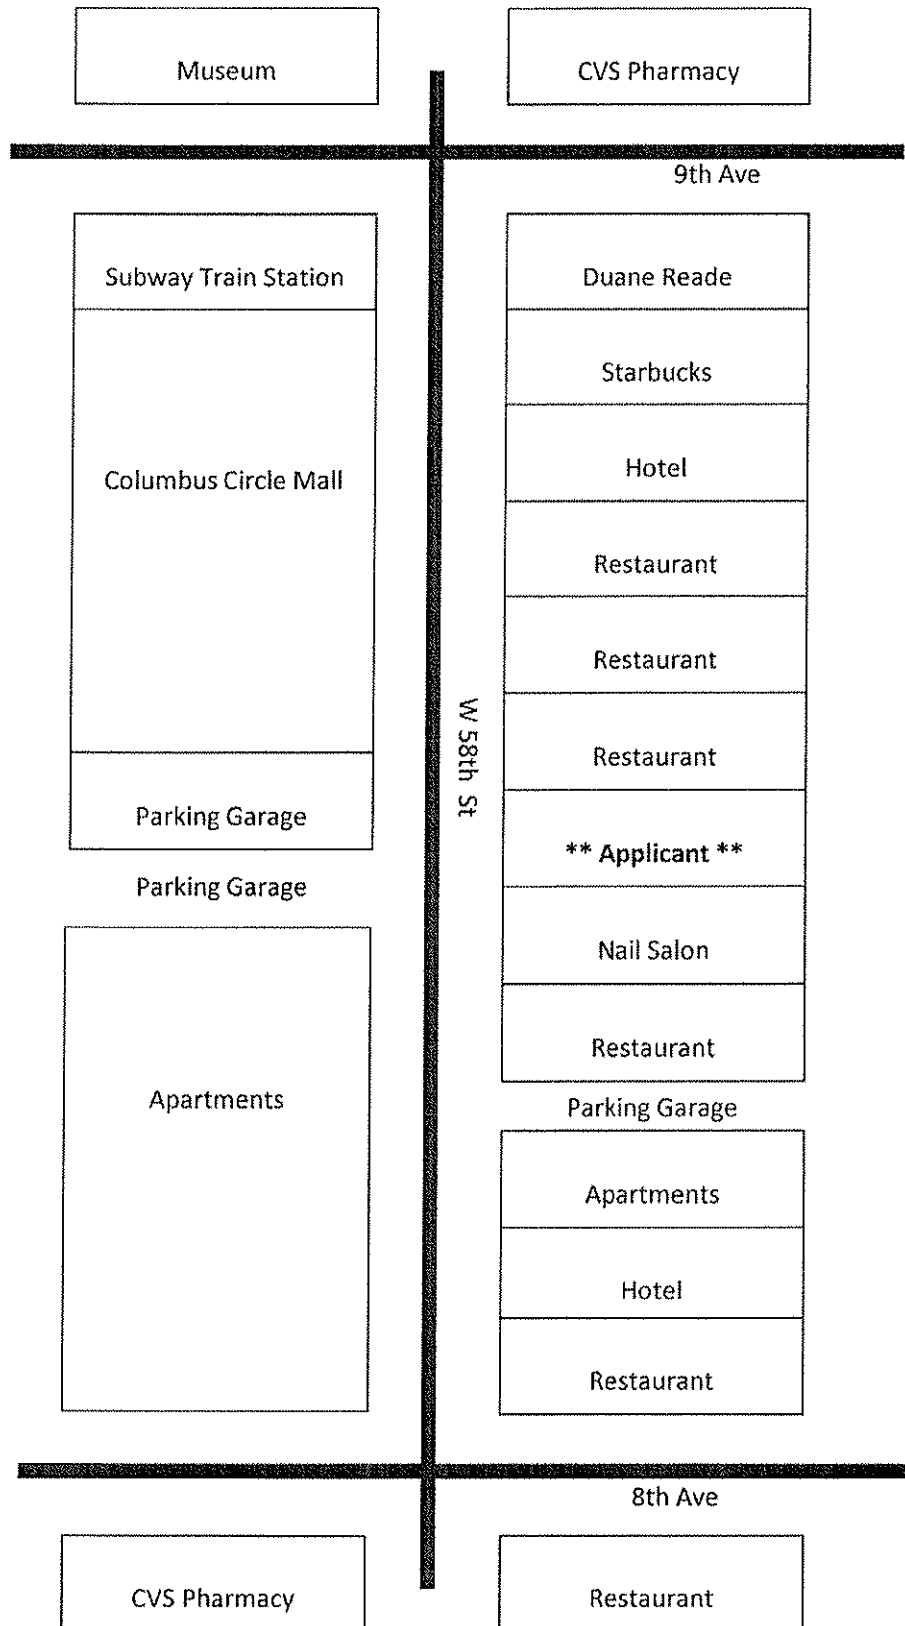 Museum
CVS Pharmacy
9th Ave
Subway Train Station
Duane Reade
Starbucks
Columbus Circle Mall
Hotel
Restaurant
Restaurant
W 58th St
Restaurant
Parking Garage
** Applicant **
Parking Garage
Nail Salon
Restaurant
Apartments
Parking Garage
Apartments
Hotel
Restaurant
8th Ave
CVS Pharmacy
Restaurant